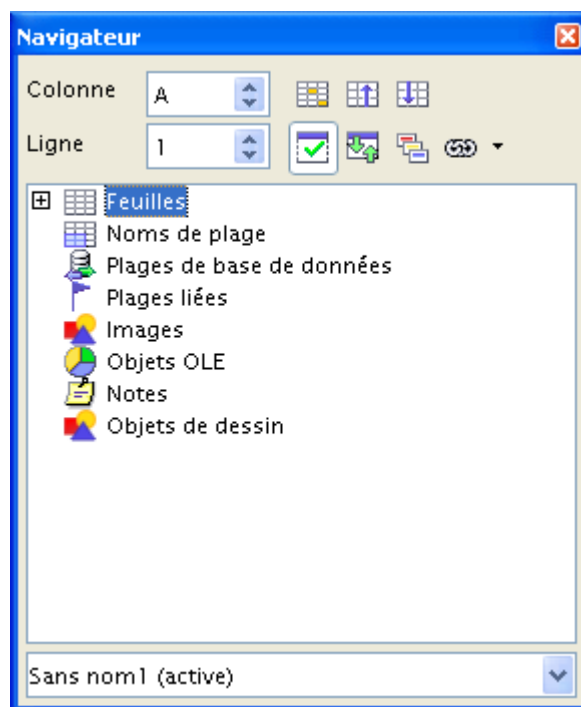 Navigateur
Colonne A
Ligne 1
Feuilles
Noms de plage
Plages de base de données
Plages liées
Images
Objets OLE
Notes
Objets de dessin
Sans nom1 (active)